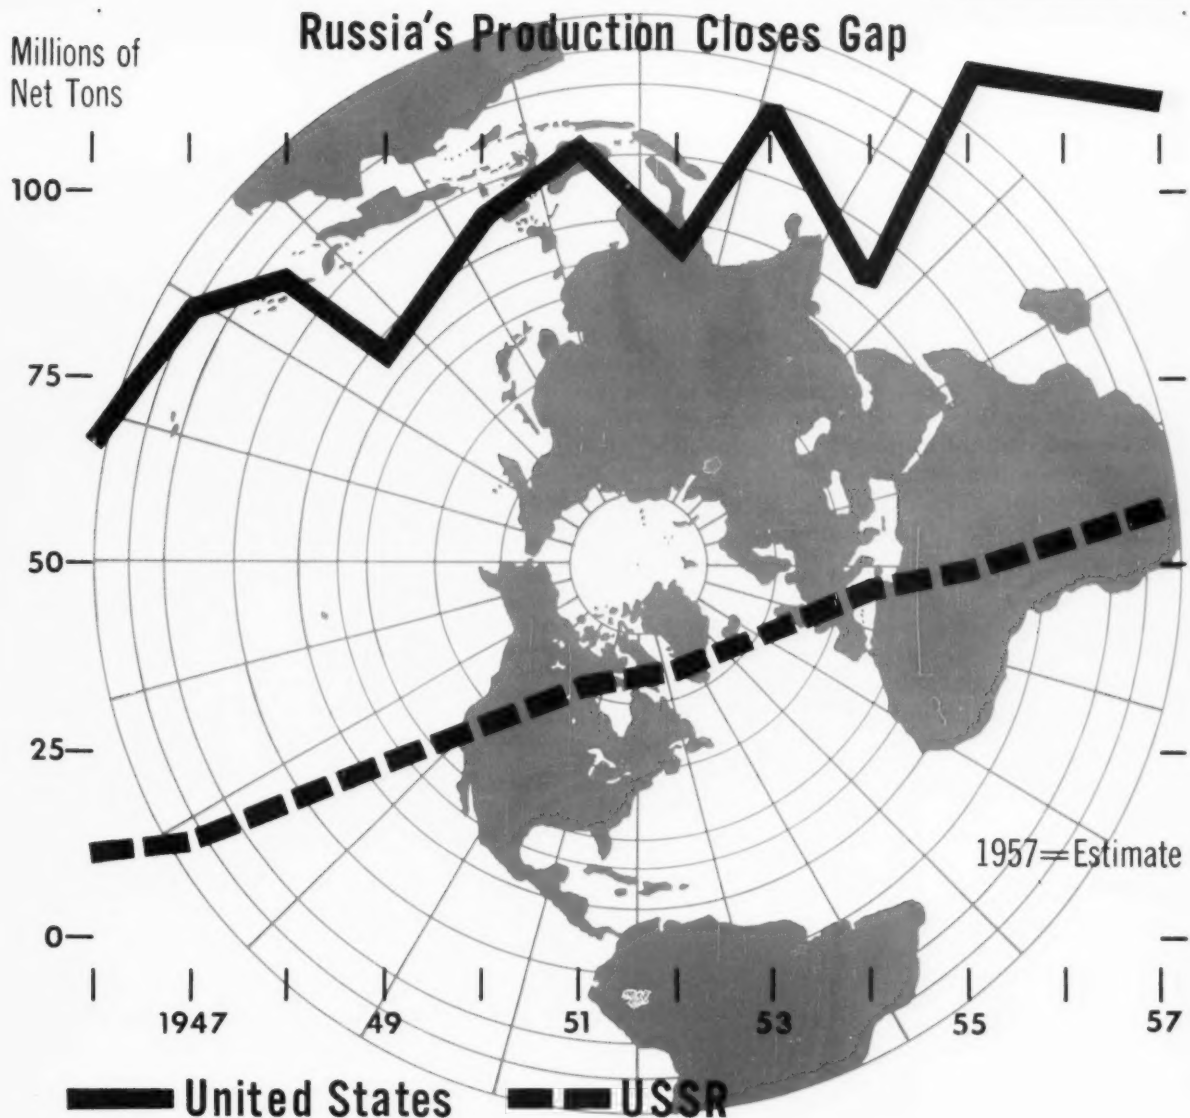 Russia's Production Closes Gap
Millions of
Net Tons
100
75
50
25
0
1957=Estimate
1947 49 51 53 55 57
United States USSR